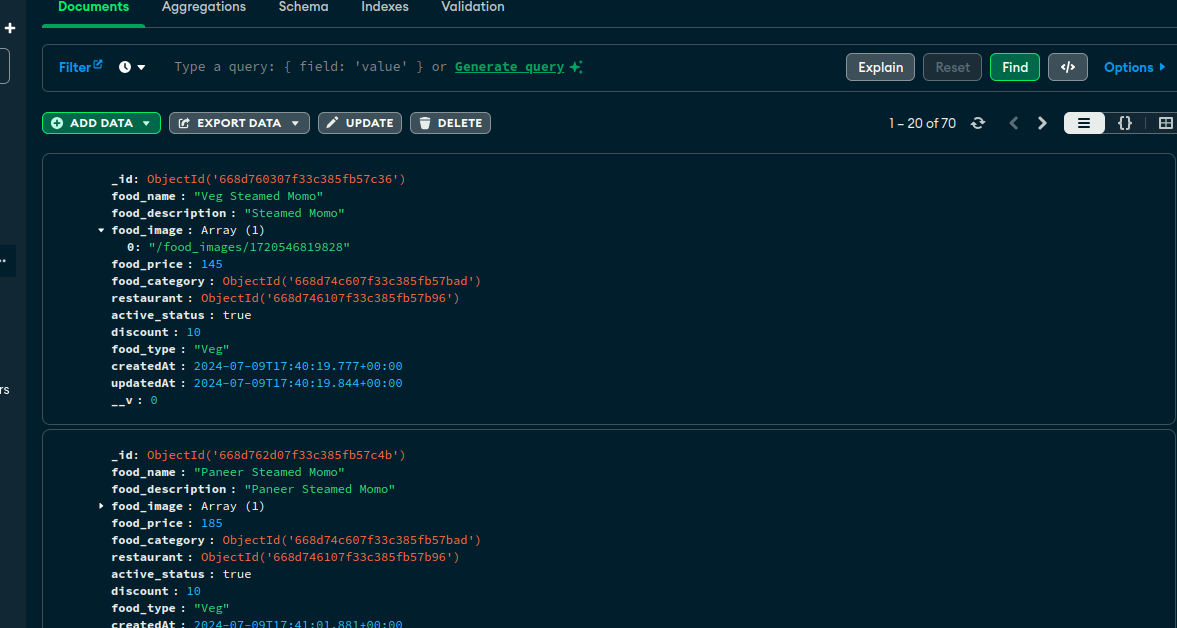 Documents Aggregations Schema Indexes Validation
Filter Type a query: { field: 'value' } or Generate query Explain Reset Find </> Options
ADD DATA EXPORT DATA UPDATE DELETE 1 – 20 of 70 {}
_id: ObjectId('668d760307f33c385fb57c36')
food_name : "Veg Steamed Momo"
food_description : "Steamed Momo"
food_image : Array (1)
0: "/food_images/1720546819828"
food_price : 145
food_category : ObjectId('668d74c607f33c385fb57bad')
restaurant : ObjectId('668d746107f33c385fb57b96')
active_status : true
discount : 10
food_type : "Veg"
createdAt : 2024-07-09T17:40:19.777+00:00
updatedAt : 2024-07-09T17:40:19.844+00:00
__v : 0
rs
_id: ObjectId('668d762d07f33c385fb57c4b')
food_name : "Paneer Steamed Momo"
food_description : "Paneer Steamed Momo"
food_image : Array (1)
food_price : 185
food_category : ObjectId('668d74c607f33c385fb57bad')
restaurant : ObjectId('668d746107f33c385fb57b96')
active_status : true
discount : 10
food_type : "Veg"
createdAt : 2024-07-09T17:41:01.881+00:00